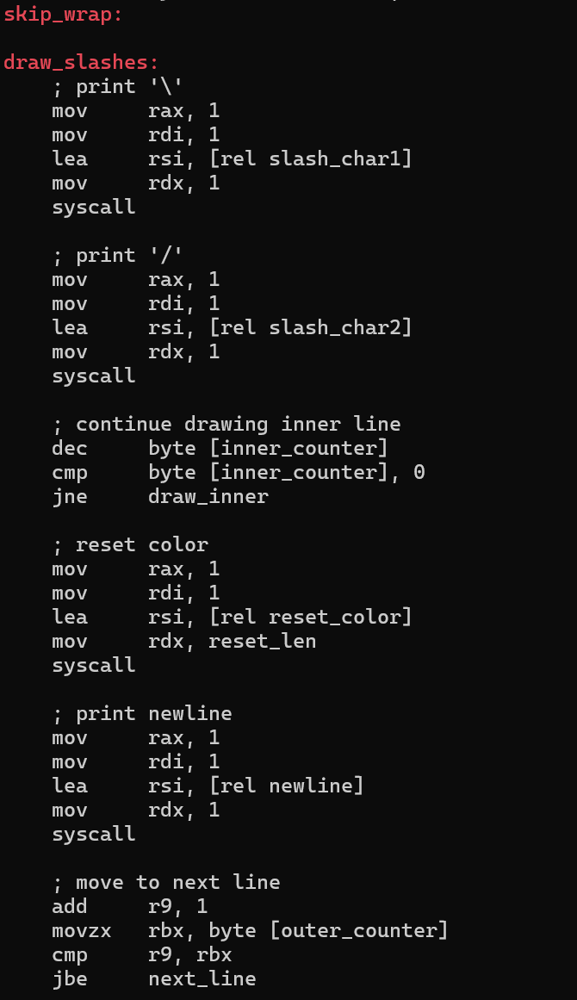 skip_wrap:

draw_slashes:
    ; print '\'
    mov     rax, 1
    mov     rdi, 1
    lea     rsi, [rel slash_char1]
    mov     rdx, 1
    syscall

    ; print '/'
    mov     rax, 1
    mov     rdi, 1
    lea     rsi, [rel slash_char2]
    mov     rdx, 1
    syscall

    ; continue drawing inner line
    dec     byte [inner_counter]
    cmp     byte [inner_counter], 0
    jne     draw_inner

    ; reset color
    mov     rax, 1
    mov     rdi, 1
    lea     rsi, [rel reset_color]
    mov     rdx, reset_len
    syscall

    ; print newline
    mov     rax, 1
    mov     rdi, 1
    lea     rsi, [rel newline]
    mov     rdx, 1
    syscall

    ; move to next line
    add     r9, 1
    movzx   rbx, byte [outer_counter]
    cmp     r9, rbx
    jbe     next_line